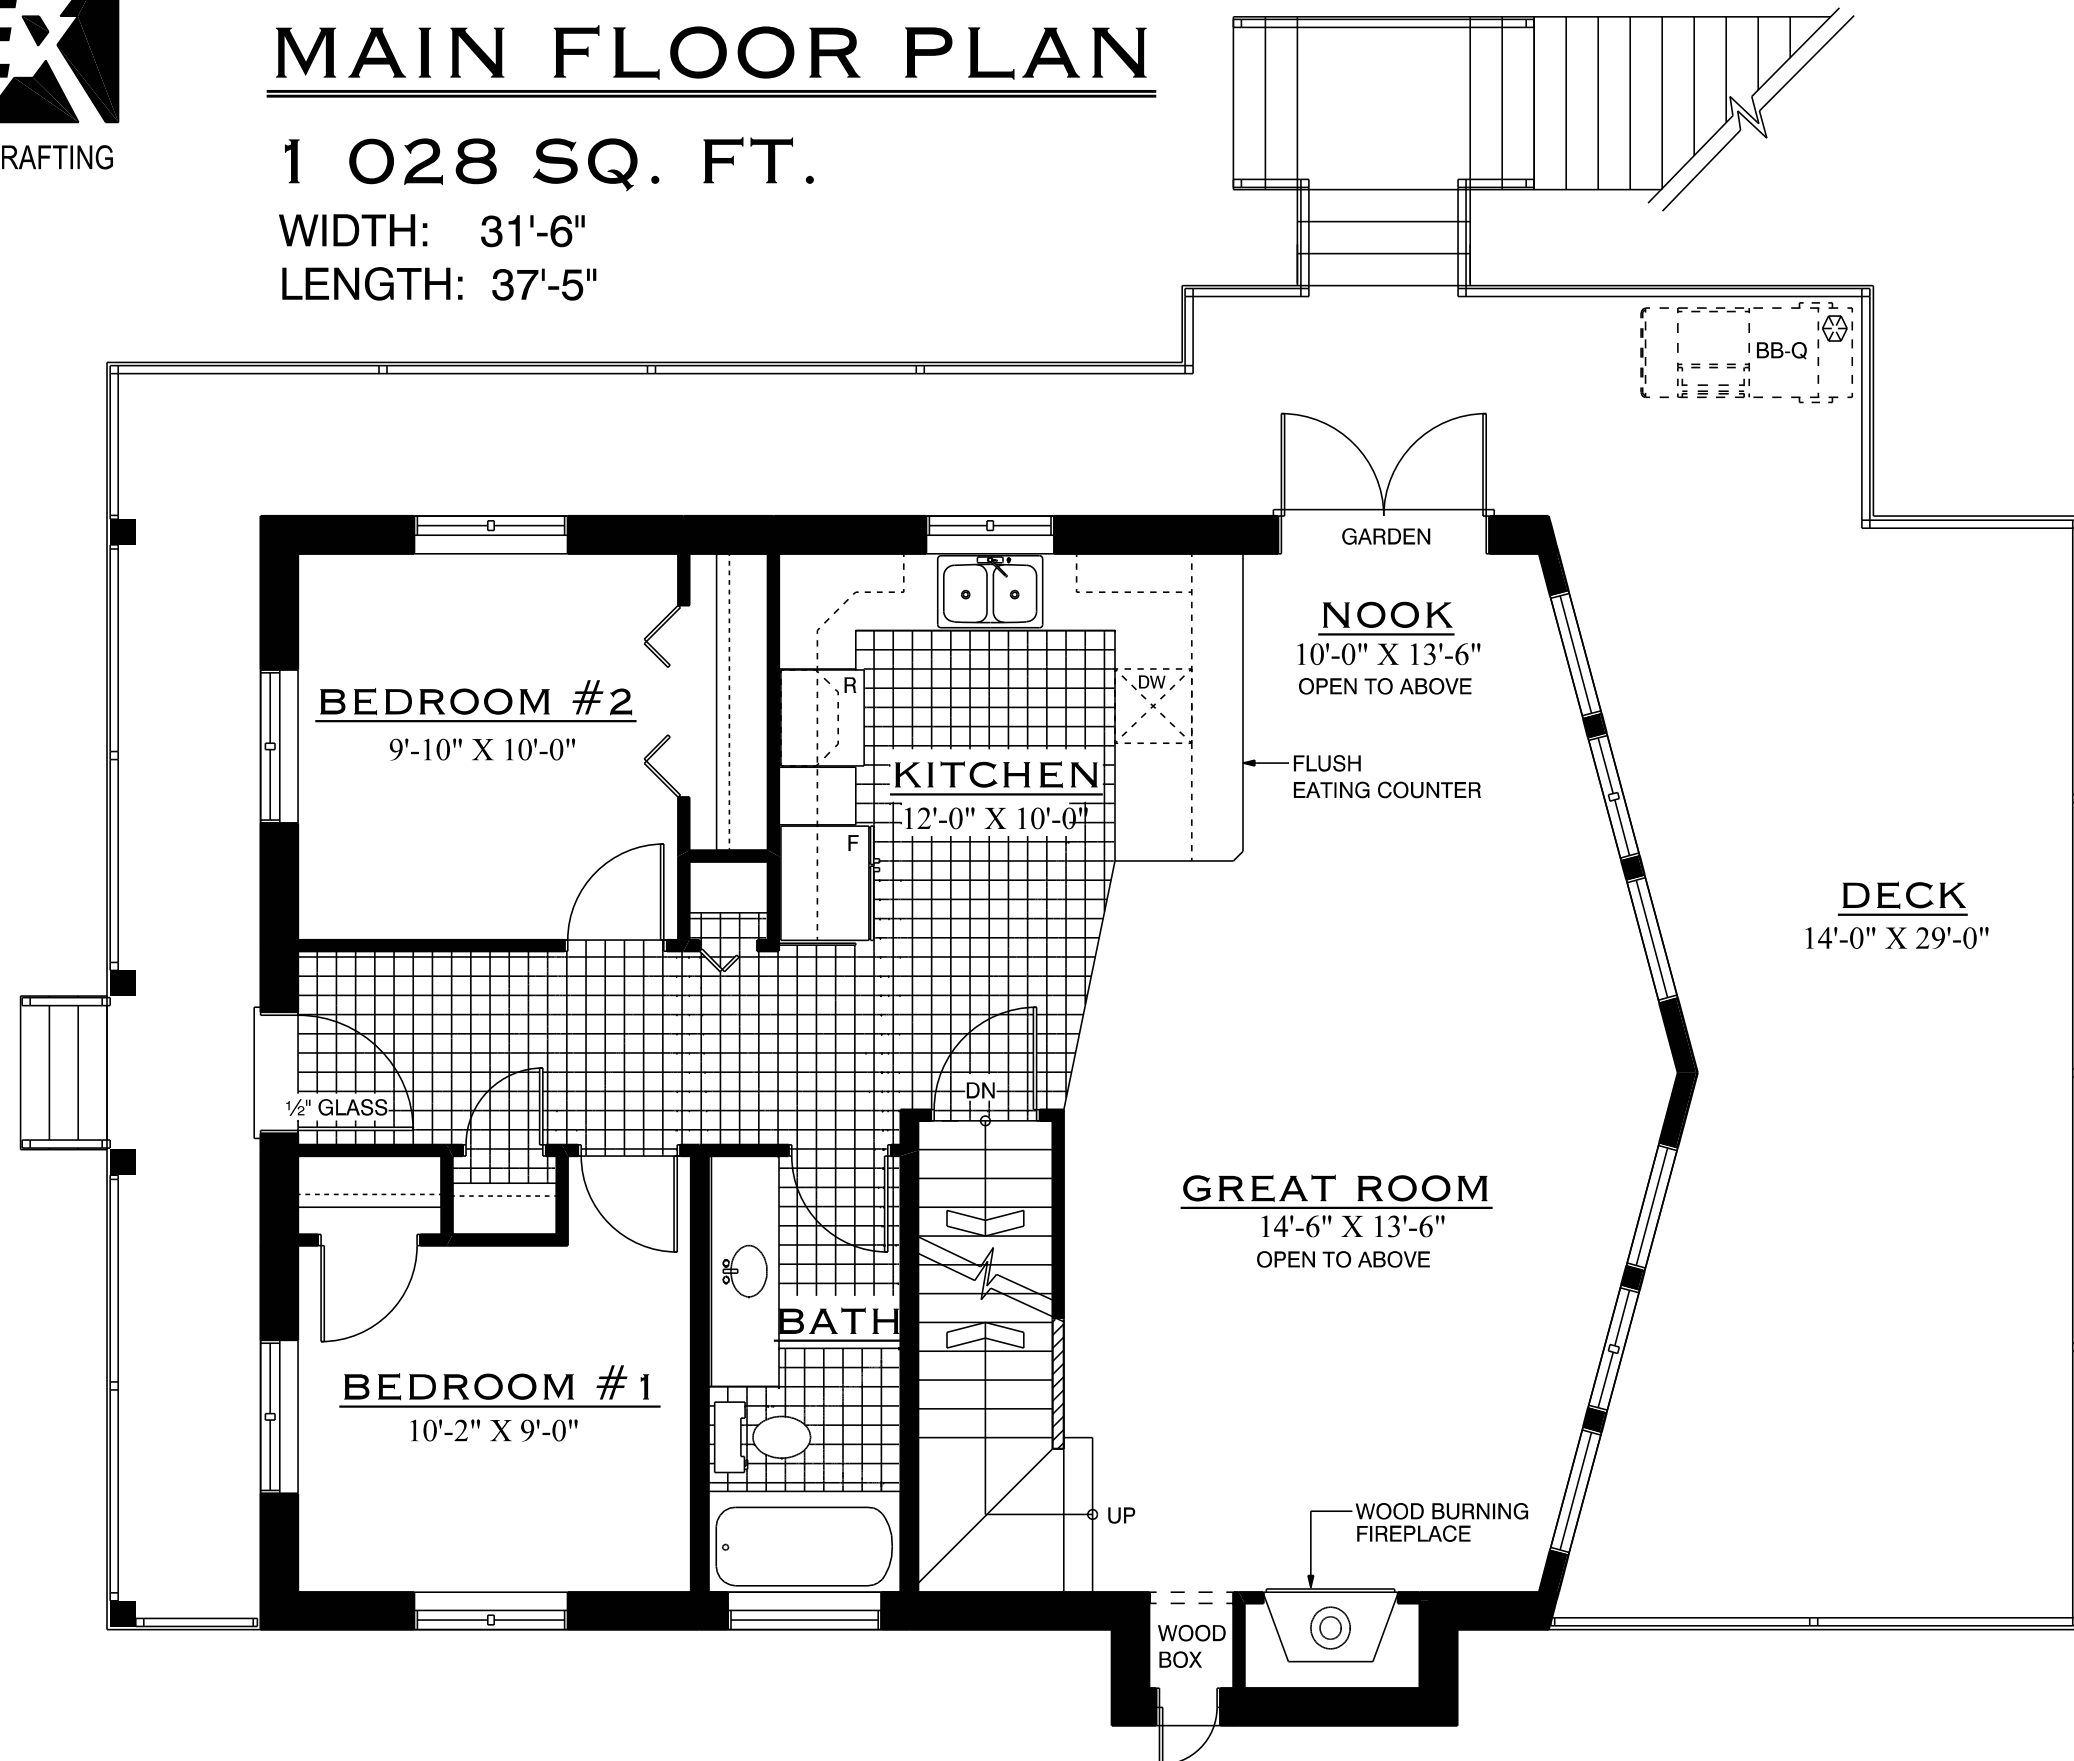 EX
RAFTING
MAIN FLOOR PLAN
1 028 SQ. FT.
WIDTH: 31'-6"
LENGTH: 37'-5"
BB-Q
GARDEN
NOOK
10'-0" X 13'-6"
OPEN TO ABOVE
BEDROOM #2
9'-10" X 10'-0"
R
DW
KITCHEN
12'-0" X 10'-0"
FLUSH
EATING COUNTER
F
DECK
14'-0" X 29'-0"
½" GLASS
DN
GREAT ROOM
14'-6" X 13'-6"
OPEN TO ABOVE
BATH
BEDROOM #1
10'-2" X 9'-0"
UP
WOOD BURNING
FIREPLACE
WOOD
BOX